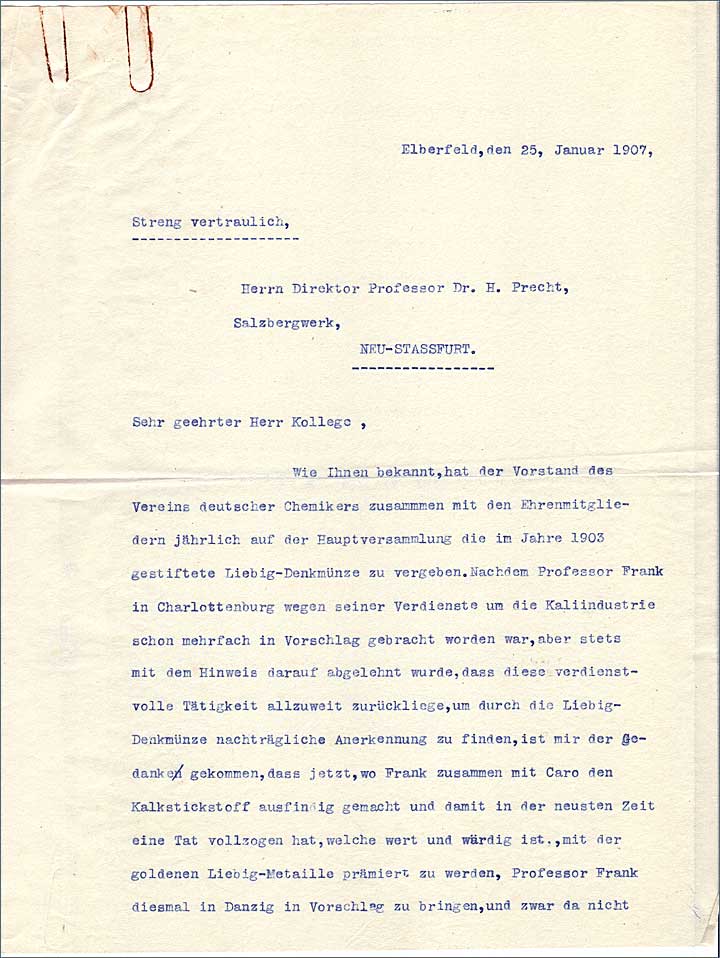 Elberfeld,den 25, Januar 1907,
Streng vertraulich,
Herrn Direktor Professor Dr. H. Precht,
Salzbergwerk,
NEU-STASSFURT.
Sehr geehrter Herr Kollege ,
Wie Ihnen bekannt,hat der Vorstand des
Vereins deutscher Chemikers zusammmen mit den Ehrenmitglie-
dern jährlich auf der Hauptversammlung die im Jahre 1903
gestiftete Liebig-Denkmünze zu vergeben.Nachdem Professor Frank
in Charlottenburg wegen seiner Verdienste um die Kaliindustrie
schon mehrfach in Vorschlag gebracht worden war,aber stets
mit dem Hinweis darauf abgelehnt wurde,dass diese verdienst-
volle Tätigkeit allzuweit zurückliege,um durch die Liebig-
Denkmünze nachträgliche Anerkennung zu finden,ist mir der Ge-
danke gekommen,dass jetzt,wo Frank zusammen mit Caro den
Kalkstickstoff ausfindig gemacht und damit in der neusten Zeit
eine Tat vollzogen hat,welche wert und würdig ist.,mit der
goldenen Liebig-Metaille prämiert zu werden, Professor Frank
diesmal in Danzig in Vorschlag zu bringen,und zwar da nicht